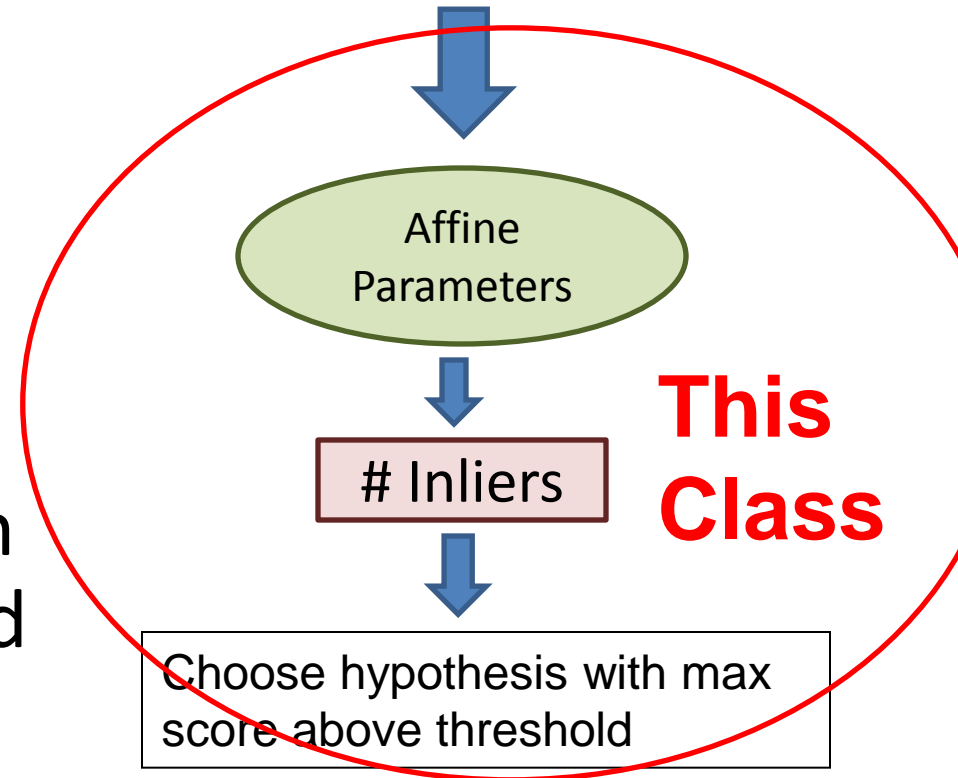 Affine
Parameters
This
Class
# Inliers
Choose hypothesis with max
score above threshold